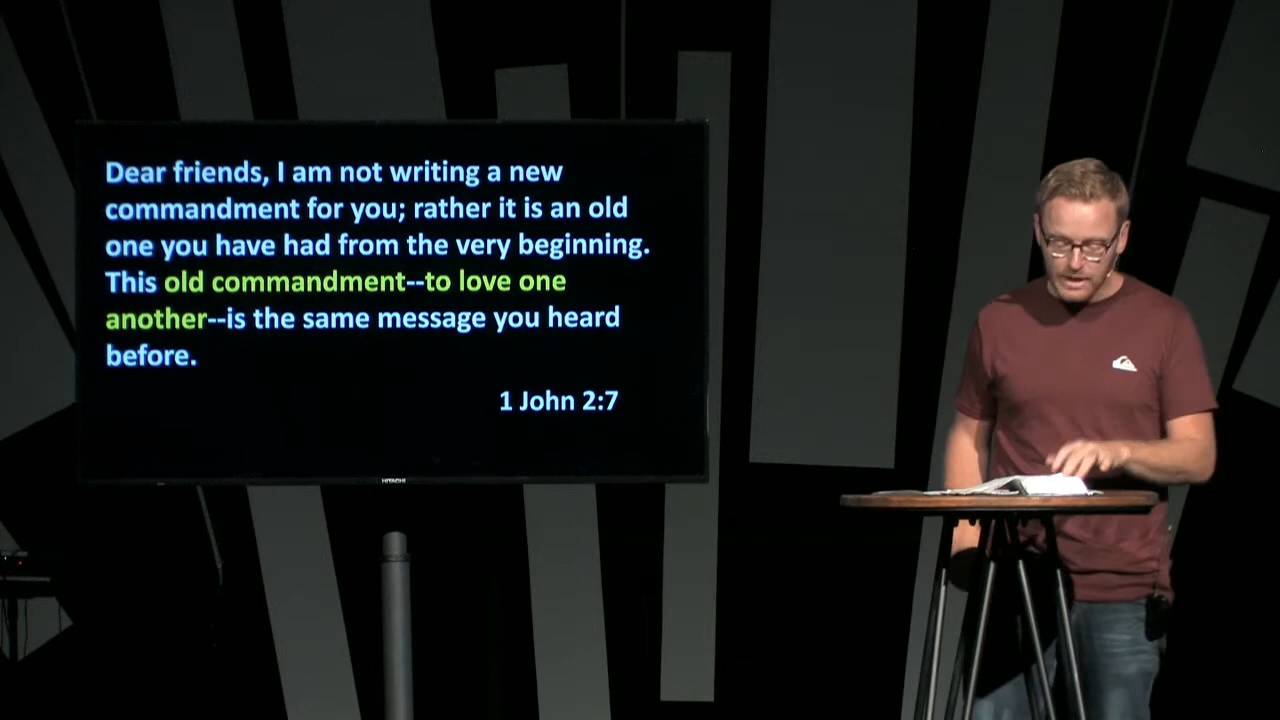 Dear friends, I am not writing a new
commandment for you; rather it is an old
one you have had from the very beginning.
This old commandment--to love one
another--is the same message you heard
before.
1 John 2:7
HITACHI